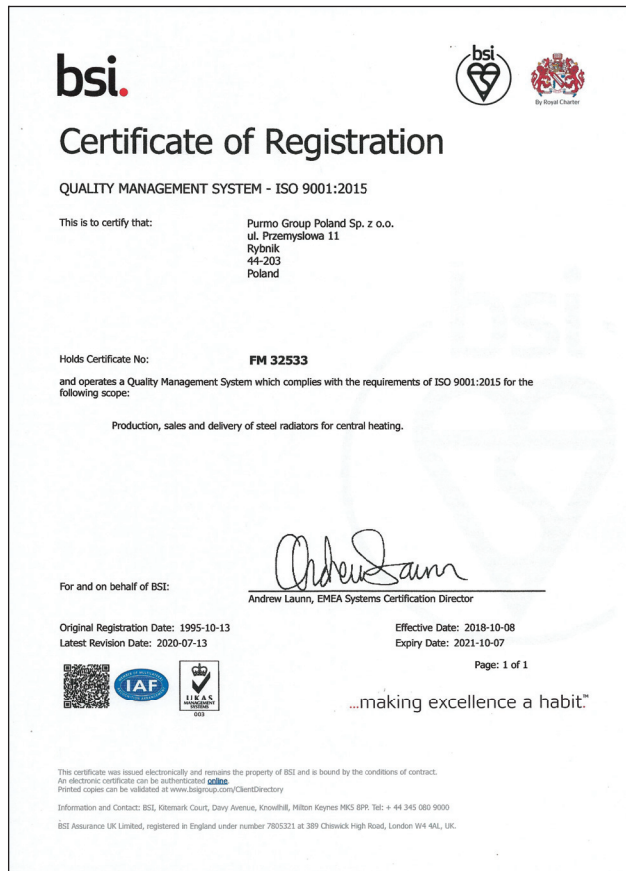 bsi.
bsi
By Royal Charter
Certificate of Registration
QUALITY MANAGEMENT SYSTEM - ISO 9001:2015
This is to certify that:
Purmo Group Poland Sp. z o.o.
ul. Przemyslowa 11
Rybnik
44-203
Poland
Holds Certificate No:
FM 32533
and operates a Quality Management System which complies with the requirements of ISO 9001:2015 for the
following scope:
Production, sales and delivery of steel radiators for central heating.
For and on behalf of BSI:
Andrew Launn, EMEA Systems Certification Director
Original Registration Date: 1995-10-13
Effective Date: 2018-10-08
Latest Revision Date: 2020-07-13
Expiry Date: 2021-10-07
Page: 1 of 1
IAF
UKAS
MANAGEMENT
SYSTEMS
003
...making excellence a habit.™
This certificate was issued electronically and remains the property of BSI and is bound by the conditions of contract.
An electronic certificate can be authenticated online.
Printed copies can be validated at www.bsigroup.com/ClientDirectory
Information and Contact: BSI, Kitemark Court, Davy Avenue, Knowlhill, Milton Keynes MK5 8PP. Tel: + 44 345 080 9000
BSI Assurance UK Limited, registered in England under number 7805321 at 389 Chiswick High Road, London W4 4AL, UK.